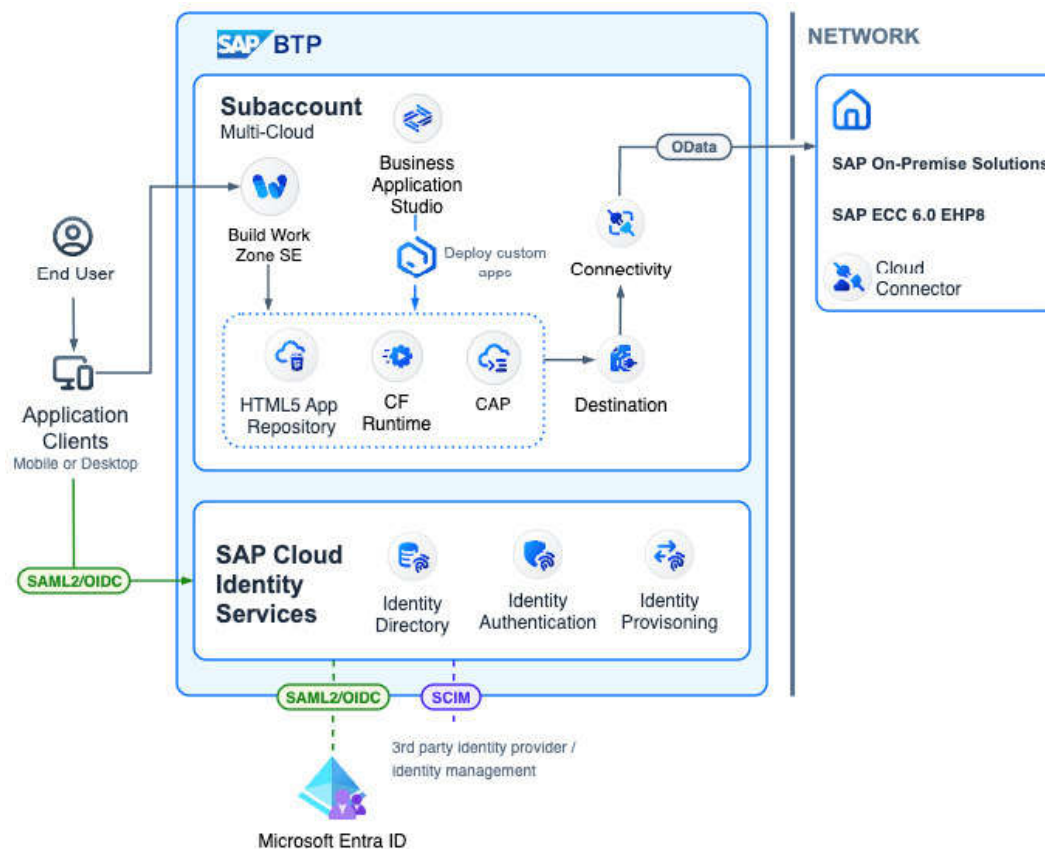 SAP BTP
NETWORK
Subaccount
Multi-Cloud
Business
Application
Studio
OData
SAP On-Premise Solutions
SAP ECC 6.0 EHP8
Cloud
Connector
Build Work
Zone SE
Deploy custom
apps
Connectivity
End User
HTML5 App
Repository
CF
Runtime
CAP
Destination
Application
Clients
Mobile or Desktop
SAML2/OIDC
SAP Cloud
Identity
Services
Identity
Directory
Identity
Authentication
Identity
Provisoning
SAML2/OIDC
SCIM
3rd party identity provider /
identity management
Microsoft Entra ID